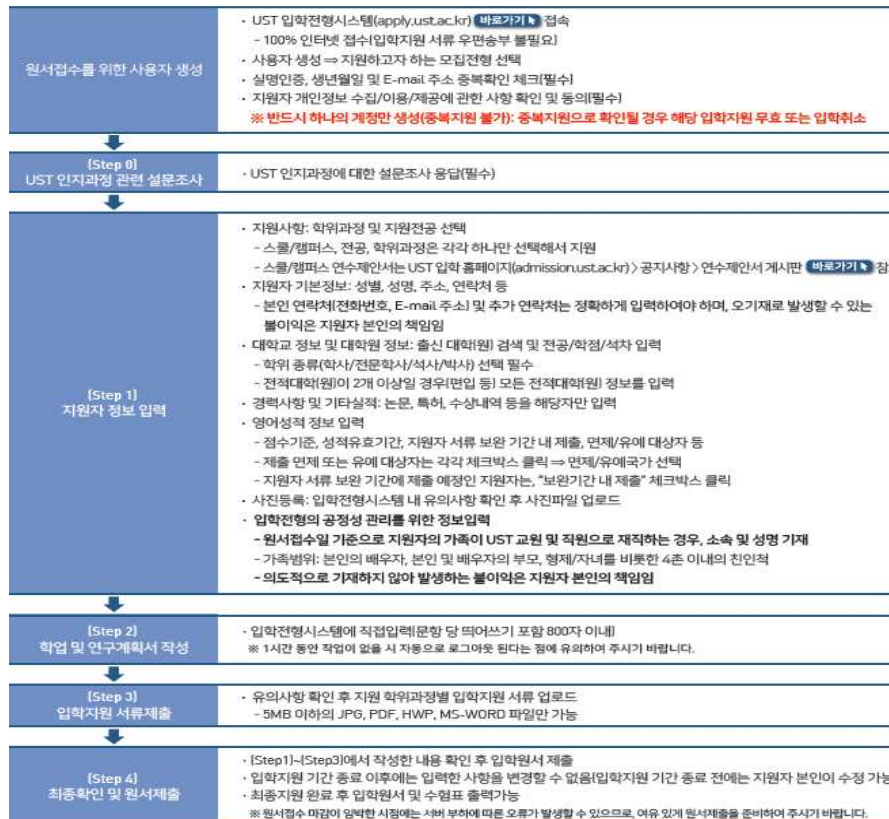 원서접수를 위한 사용자 생성
· UST 입학전형시스템(apply.ust.ac.kr) 바로가기 접속
- 100% 인터넷 접수(입학지원 서류 우편송부 불필요)
· 사용자 생성 ⇒ 지원하고자 하는 모집전형 선택
· 실명인증, 생년월일 및 E-mail 주소 중복확인 체크(필수)
· 지원자 개인정보 수집/이용/제공에 관한 사항 확인 및 동의(필수)
※ 반드시 하나의 계정만 생성(중복지원 불가): 중복지원으로 확인될 경우 해당 입학지원 무효 또는 입학취소
(Step 0)
UST 인지과정 관련 설문조사
· UST 인지과정에 대한 설문조사 응답(필수)
(Step 1)
지원자 정보 입력
· 지원사항: 학위과정 및 지원전공 선택
- 스쿨/캠퍼스, 전공, 학위과정은 각각 하나만 선택해서 지원
- 스쿨/캠퍼스 연수제안서는 UST 입학 홈페이지(admission.ust.ac.kr) > 공지사항 > 연수제안서 게시판 바로가기 참
· 지원자 기본정보: 성별, 성명, 주소, 연락처 등
- 본인 연락처(전화번호, E-mail 주소) 및 추가 연락처는 정확하게 입력하여야 하며, 오기재로 발생할 수 있는
불이익은 지원자 본인의 책임임
· 대학교 정보 및 대학원 정보: 출신 대학(원) 검색 및 전공/학점/석차 입력
- 학위 종류(학사/전문학사/석사/박사) 선택 필수
- 전적대학(원)이 2개 이상일 경우(편입 등) 모든 전적대학(원) 정보를 입력
· 경력사항 및 기타실적: 논문, 특허, 수상내역 등을 해당자만 입력
· 영어성적 정보 입력
- 점수기준, 성적유효기간, 지원자 서류 보완 기간 내 제출, 면제/유예 대상자 등
- 제출 면제 또는 유예 대상자는 각각 체크박스 클릭 ⇒ 면제/유예국가 선택
- 지원자 서류 보완 기간에 제출 예정인 지원자는, "보완기간 내 제출" 체크박스 클릭
· 사진등록: 입학전형시스템 내 유의사항 확인 후 사진파일 업로드
· 입학전형의 공정성 관리를 위한 정보입력
- 원서접수일 기준으로 지원자의 가족이 UST 교원 및 직원으로 재직하는 경우, 소속 및 성명 기재
- 가족범위: 본인의 배우자, 본인 및 배우자의 부모, 형제/자녀를 비롯한 4촌 이내의 친인척
- 의도적으로 기재하지 않아 발생하는 불이익은 지원자 본인의 책임임
(Step 2)
학업 및 연구계획서 작성
· 입학전형시스템에 직접입력(문항 당 띄어쓰기 포함 800자 이내)
※ 1시간 동안 작업이 없을 시 자동으로 로그아웃 된다는 점에 유의하여 주시기 바랍니다.
(Step 3)
입학지원 서류제출
· 유의사항 확인 후 지원 학위과정별 입학지원 서류 업로드
- 5MB 이하의 JPG, PDF, HWP, MS-WORD 파일만 가능
(Step 4)
최종확인 및 원서제출
· (Step1)~(Step3)에서 작성한 내용 확인 후 입학원서 제출
· 입학지원 기간 종료 이후에는 입력한 사항을 변경할 수 없음(입학지원 기간 종료 전에는 지원자 본인이 수정 가능
· 최종지원 완료 후 입학원서 및 수험표 출력가능
※ 원서접수 마감이 임박한 시점에는 서버 부하에 따른 오류가 발생할 수 있으므로, 여유 있게 원서제출을 준비하여 주시기 바랍니다.